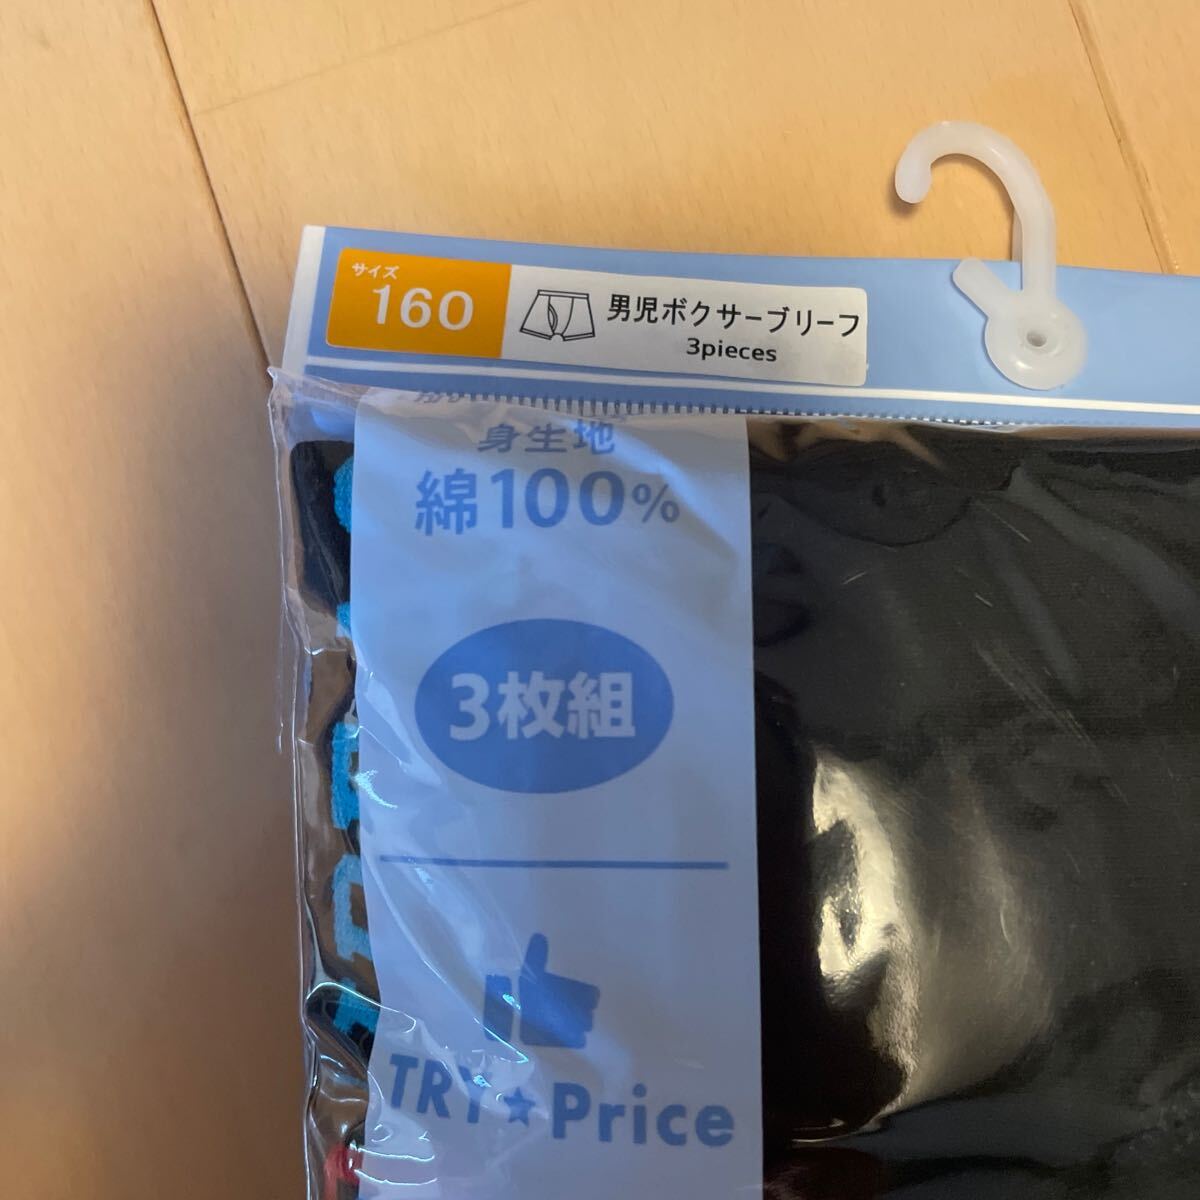 サイズ
160
男児ボクサーブリーフ
3pieces
身生地
綿100%
3枚組
TRY★Price